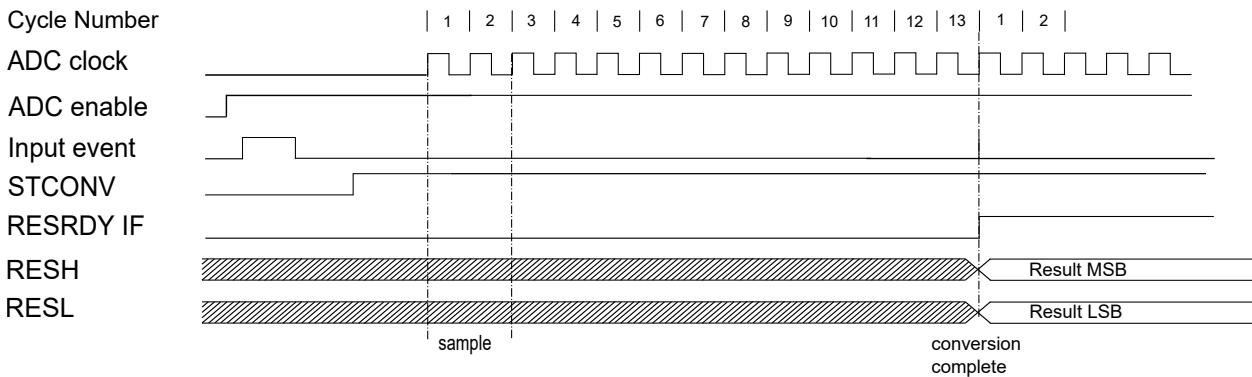 Cycle Number 1 2 3 4 5 6 7 8 9 10 11 12 13 1 2
ADC clock
ADC enable
Input event
STCONV
RESRDY IF
RESH Result MSB
RESL Result LSB
sample conversion
complete